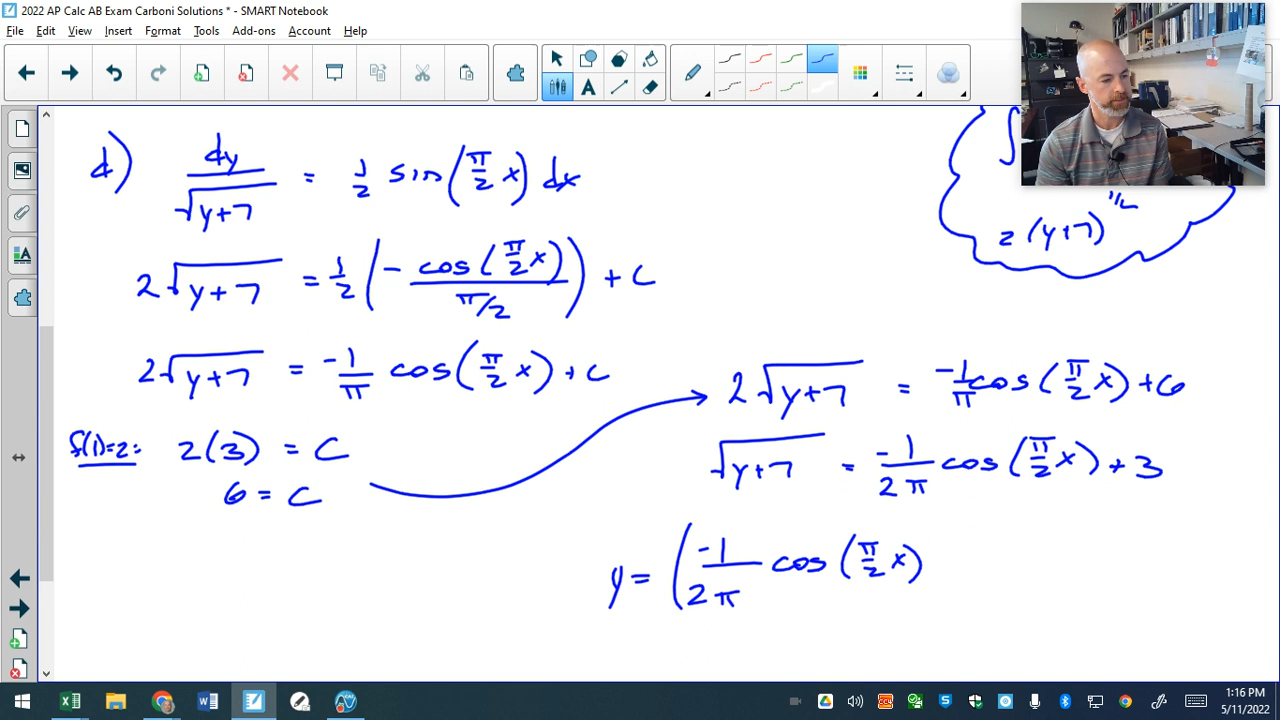 2022 AP Calc AB Exam Carboni Solutions * - SMART Notebook
File Edit View Insert Format Tools Add-ons Account Help
d) dy/√(y+7) = 1/2 sin(π/2 x) dx
2√(y+7) = 1/2 (- cos(π/2 x) / π/2) + C
2√(y+7) = -1/π cos(π/2 x) + C
f(1)=2: 2(3) = C
6 = C
∫
2(y+7)^1/2
2√(y+7) = -1/π cos(π/2 x) + 6
√(y+7) = -1/2π cos(π/2 x) + 3
y = (-1/2π cos(π/2 x)
1:16 PM
5/11/2022